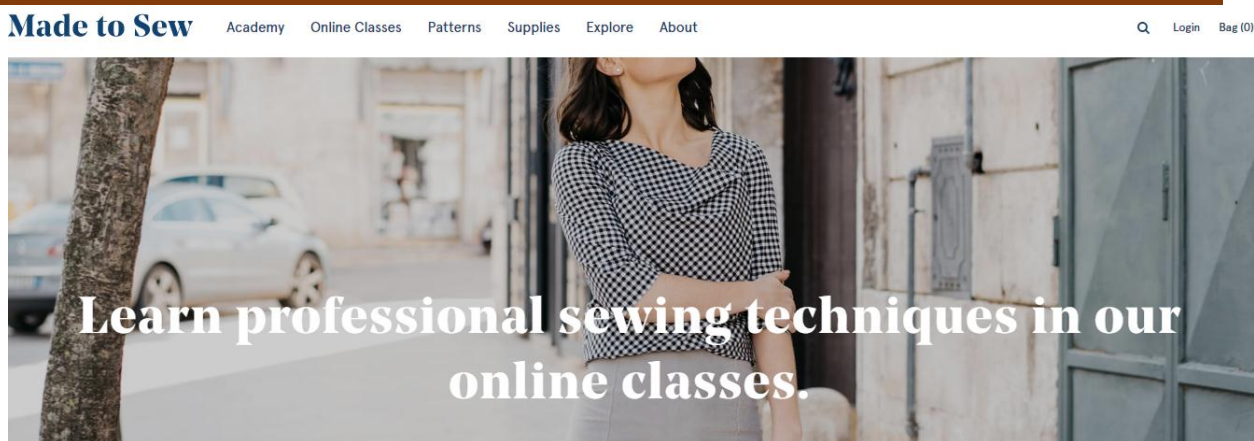 Made to Sew Academy Online Classes Patterns Supplies Explore About Login Bag (0)
Learn professional sewing techniques in our
online classes.